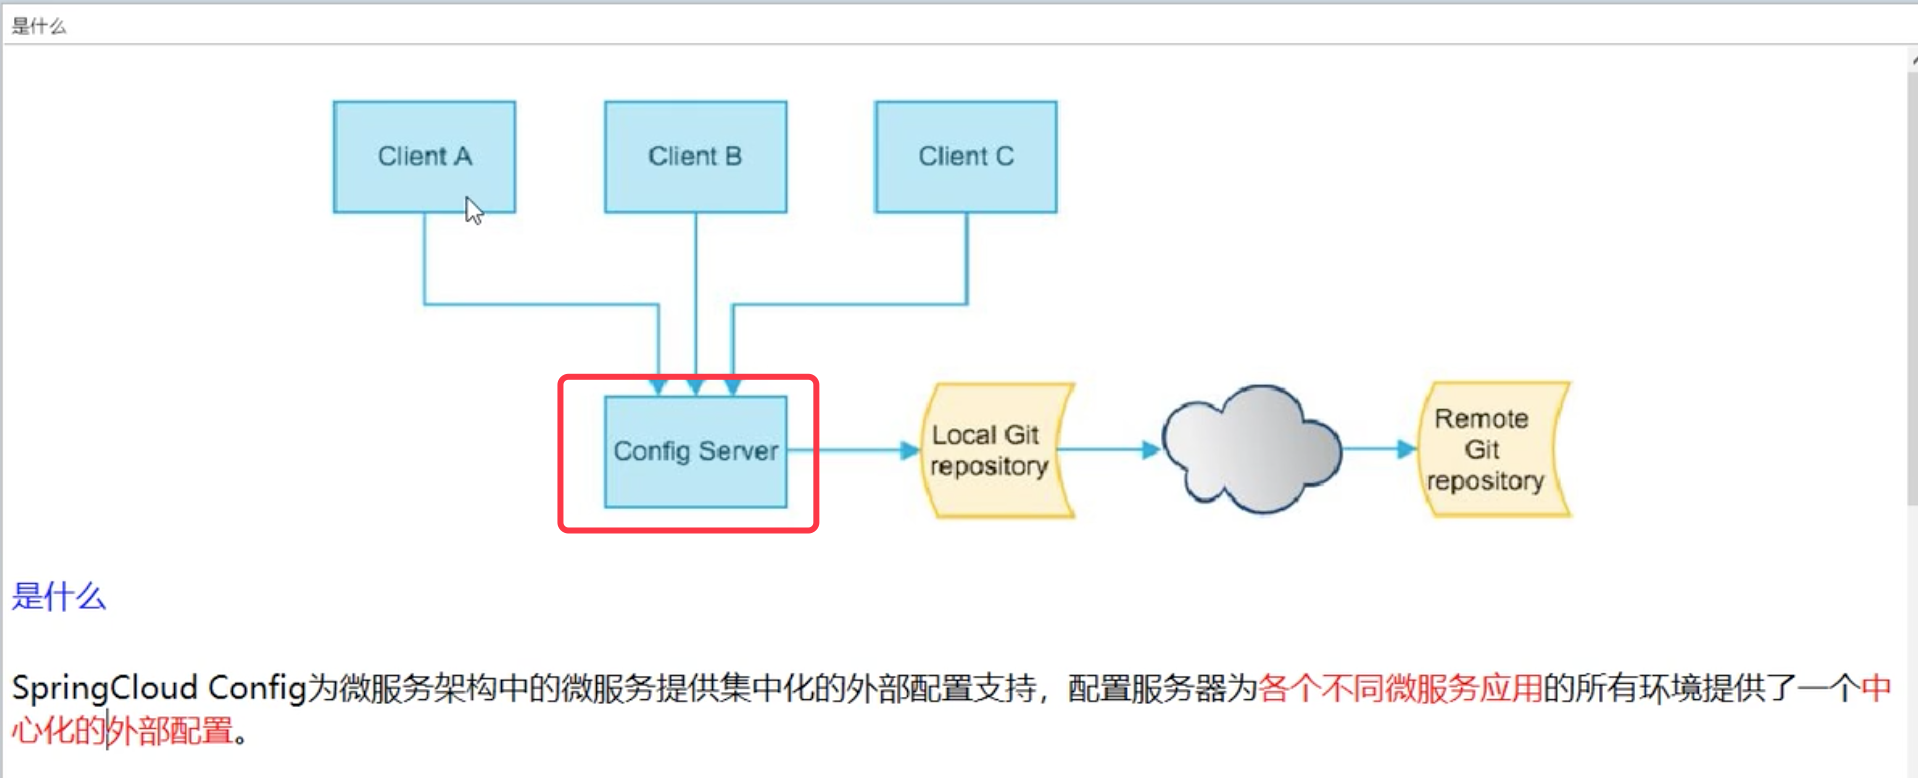 是什么
Client A
Client B
Client C
Config Server
Local Git
repository
Remote
Git
repository
是什么
SpringCloud Config为微服务架构中的微服务提供集中化的外部配置支持，配置服务器为各个不同微服务应用的所有环境提供了一个中
心化的外部配置。